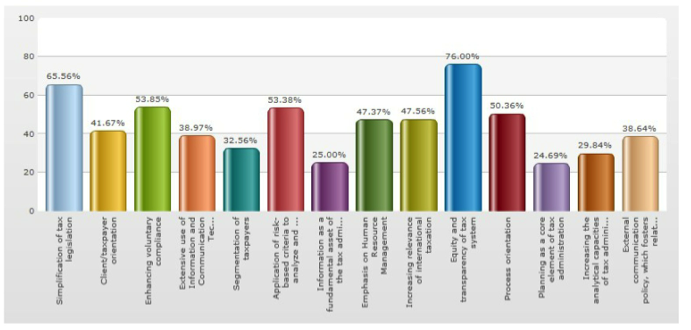 100
80
60
40
20
0
65.56%
41.67%
53.85%
38.97%
32.56%
53.38%
25.00%
47.37%
47.56%
76.00%
50.36%
24.69%
29.84%
38.64%
Simplification of tax
legislation
Client/taxpayer
orientation
Enhancing voluntary
compliance
Extensive use of
Information and
Communication
Tec...
Segmentation of
taxpayers
Application of risk-
based criteria to
analyze and ...
Information as a
fundamental asset of
the tax admi...
Emphasis on Human
Resource
Management
Increasing relevance
of international
taxation
Equity and
transparency of tax
system
Process orientation
Planning as a core
element of tax
administration
Increasing the
analytical capacities
of tax admini...
External
communication
policy, which fosters
relat...